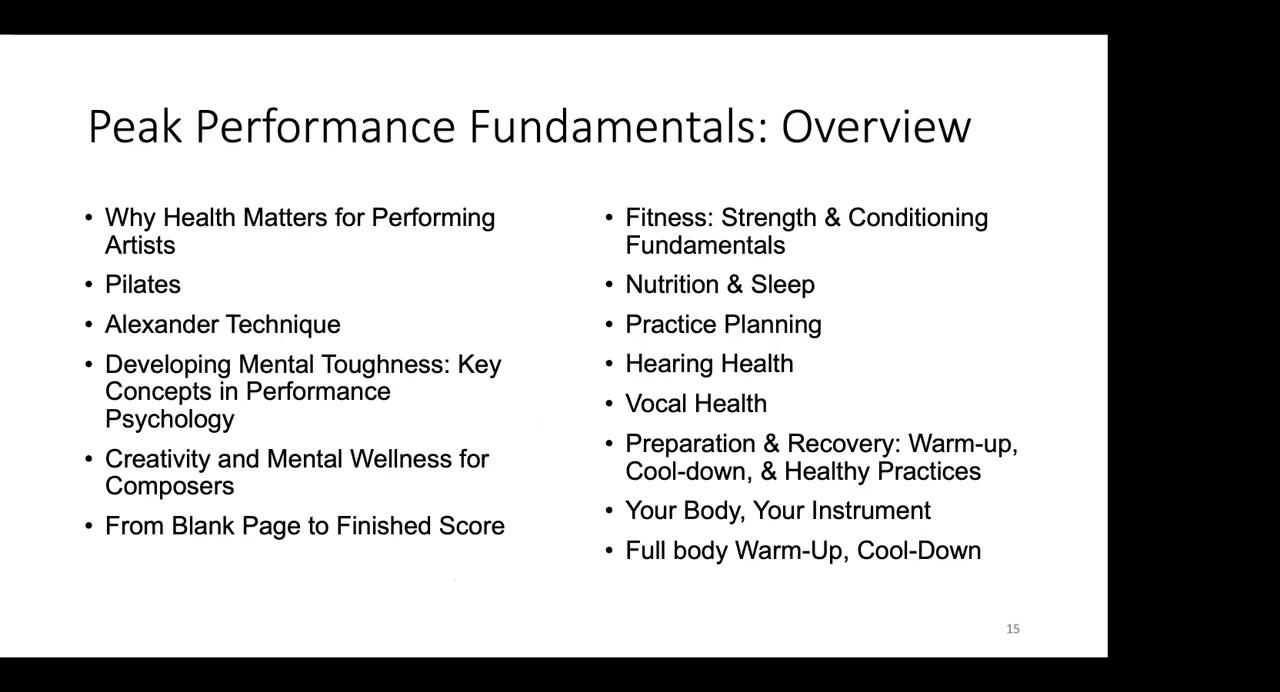 Peak Performance Fundamentals: Overview
• Why Health Matters for Performing
Artists
• Pilates
• Alexander Technique
• Developing Mental Toughness: Key
Concepts in Performance
Psychology
• Creativity and Mental Wellness for
Composers
• From Blank Page to Finished Score
• Fitness: Strength & Conditioning
Fundamentals
• Nutrition & Sleep
• Practice Planning
• Hearing Health
• Vocal Health
• Preparation & Recovery: Warm-up,
Cool-down, & Healthy Practices
• Your Body, Your Instrument
• Full body Warm-Up, Cool-Down
15